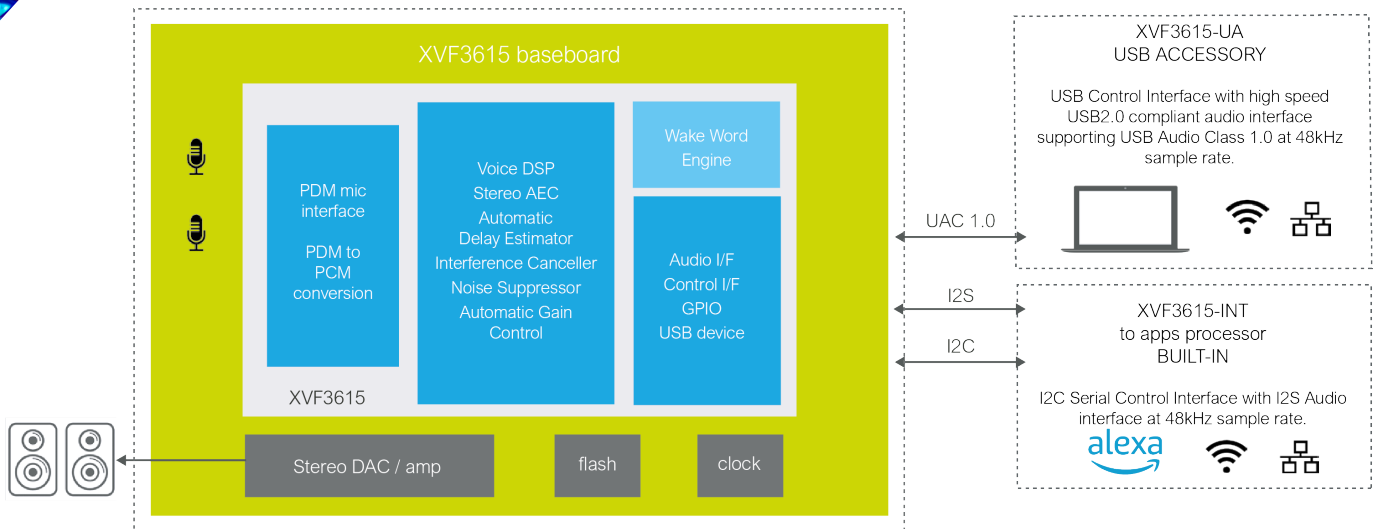 XVF3615 baseboard
PDM mic
interface
PDM to
PCM
conversion
XVF3615
Voice DSP
Stereo AEC
Automatic
Delay Estimator
Interference Canceller
Noise Suppressor
Automatic Gain
Control
Wake Word
Engine
Audio I/F
Control I/F
GPIO
USB device
Stereo DAC / amp
flash
clock
UAC 1.0
I2S
I2C
XVF3615-UA
USB ACCESSORY
USB Control Interface with high speed
USB2.0 compliant audio interface
supporting USB Audio Class 1.0 at 48kHz
sample rate.
XVF3615-INT
to apps processor
BUILT-IN
I2C Serial Control Interface with I2S Audio
interface at 48kHz sample rate.
alexa